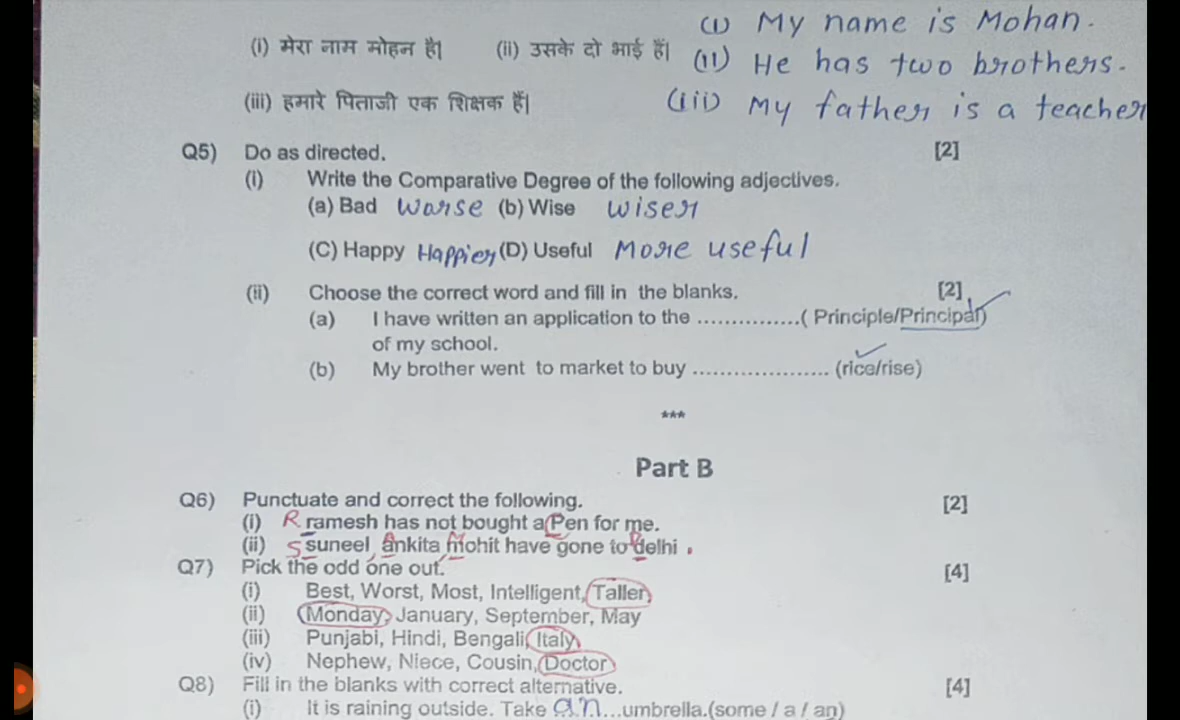 (i) मेरा नाम मोहन है। (ii) उसके दो भाई हैं। (i) My name is Mohan.
(ii) He has two brothers.
(iii) हमारे पिताजी एक शिक्षक हैं। (iii) My father is a teacher
Q5) Do as directed. [2]
(i) Write the Comparative Degree of the following adjectives.
(a) Bad Worse (b) Wise Wiser
(C) Happy Happier (D) Useful More useful
(ii) Choose the correct word and fill in the blanks. [2]
(a) I have written an application to the ...............( Principle/Principal)
of my school.
(b) My brother went to market to buy .................... (rice/rise)
***
Part B
Q6) Punctuate and correct the following. [2]
(i) R ramesh has not bought a Pen for me.
(ii) S suneel, ankita, mohit have gone to delhi.
Q7) Pick the odd one out. [4]
(i) Best, Worst, Most, Intelligent, Taller
(ii) Monday, January, September, May
(iii) Punjabi, Hindi, Bengali, Italy
(iv) Nephew, Niece, Cousin, Doctor
Q8) Fill in the blanks with correct alternative. [4]
(i) It is raining outside. Take an...umbrella.(some / a / an)